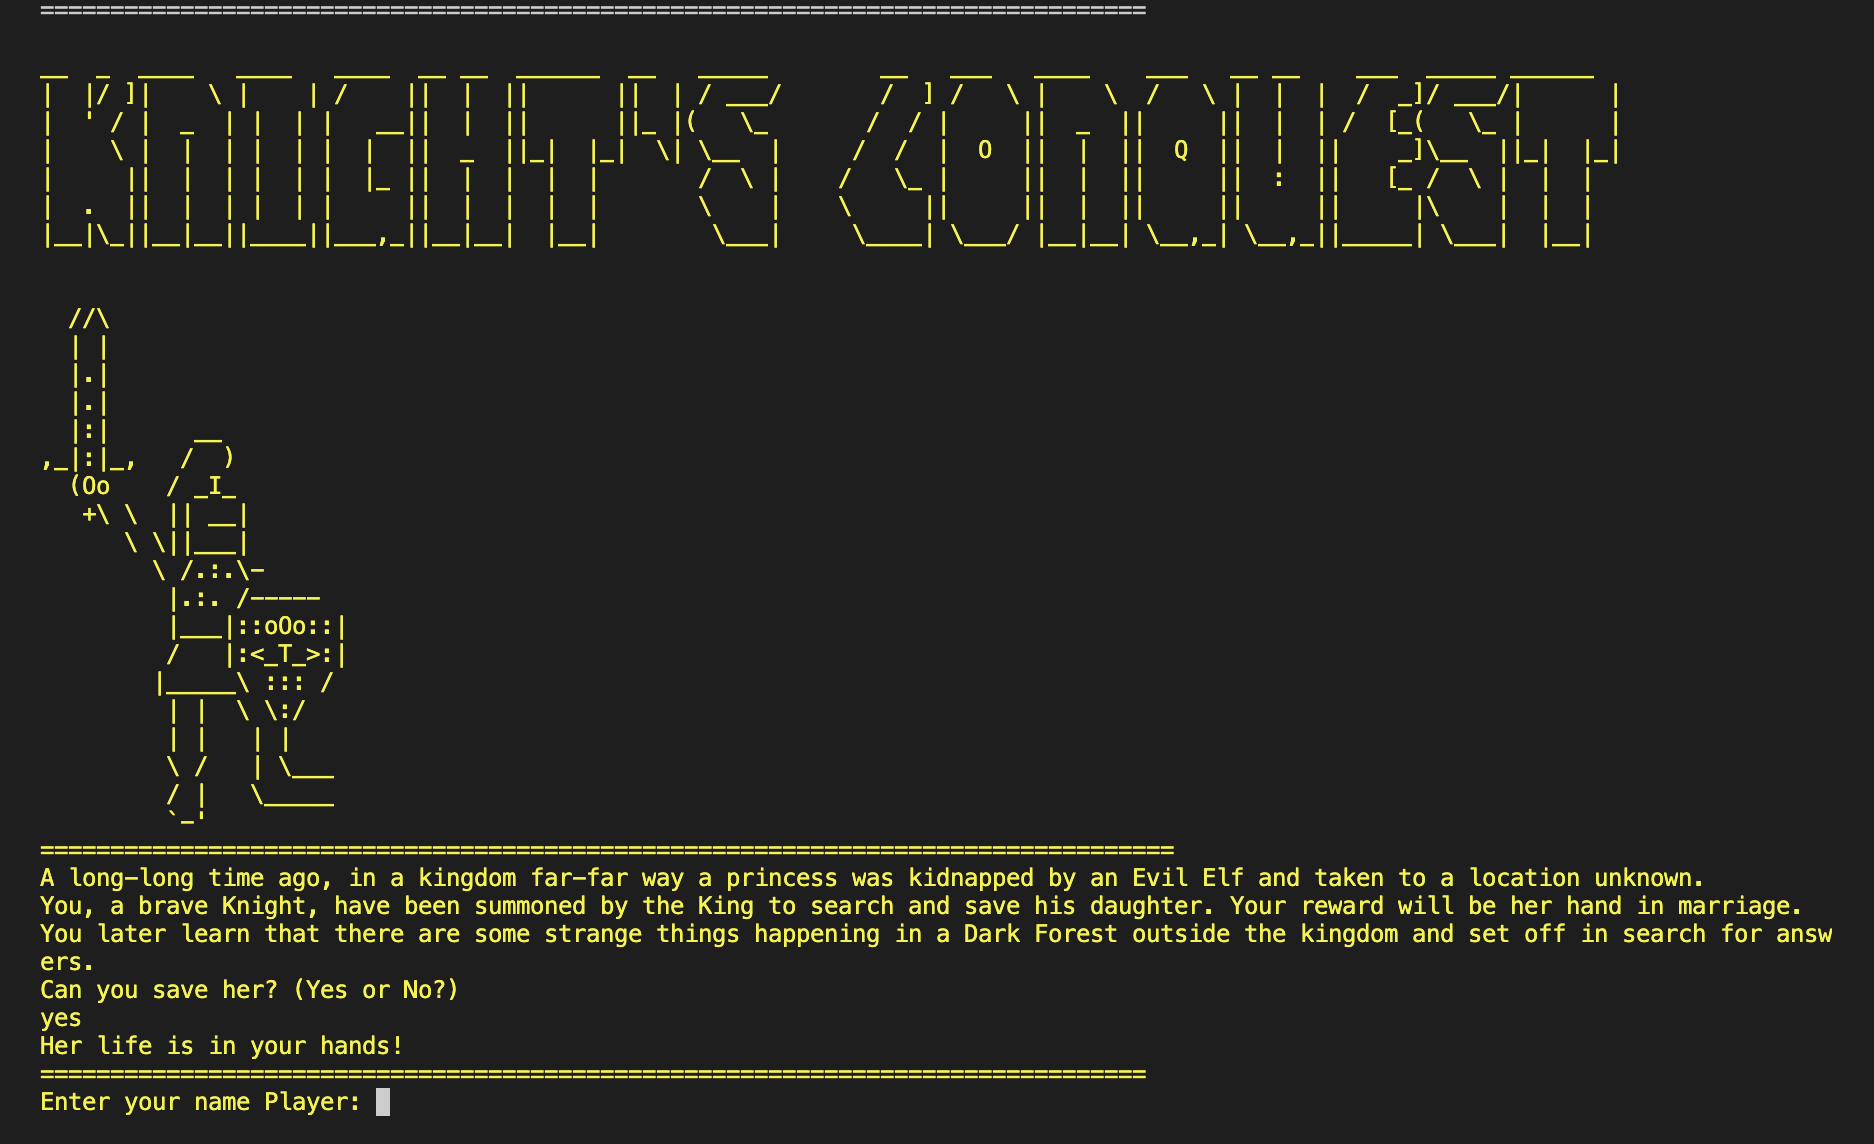 KNIGHT'S CONQUEST
A long-long time ago, in a kingdom far-far way a princess was kidnapped by an Evil Elf and taken to a location unknown.
You, a brave Knight, have been summoned by the King to search and save his daughter. Your reward will be her hand in marriage.
You later learn that there are some strange things happening in a Dark Forest outside the kingdom and set off in search for answ
ers.
Can you save her? (Yes or No?)
yes
Her life is in your hands!
Enter your name Player: